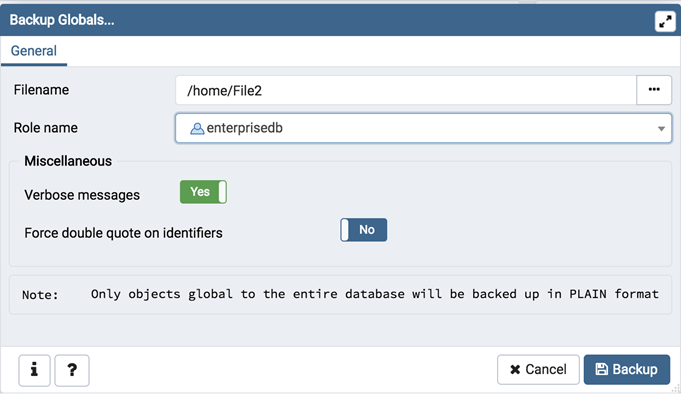 Backup Globals...
General
Filename /home/File2 •••
Role name enterprisedb
Miscellaneous
Verbose messages Yes
Force double quote on identifiers No
Note: Only objects global to the entire database will be backed up in PLAIN format
i ? Cancel Backup